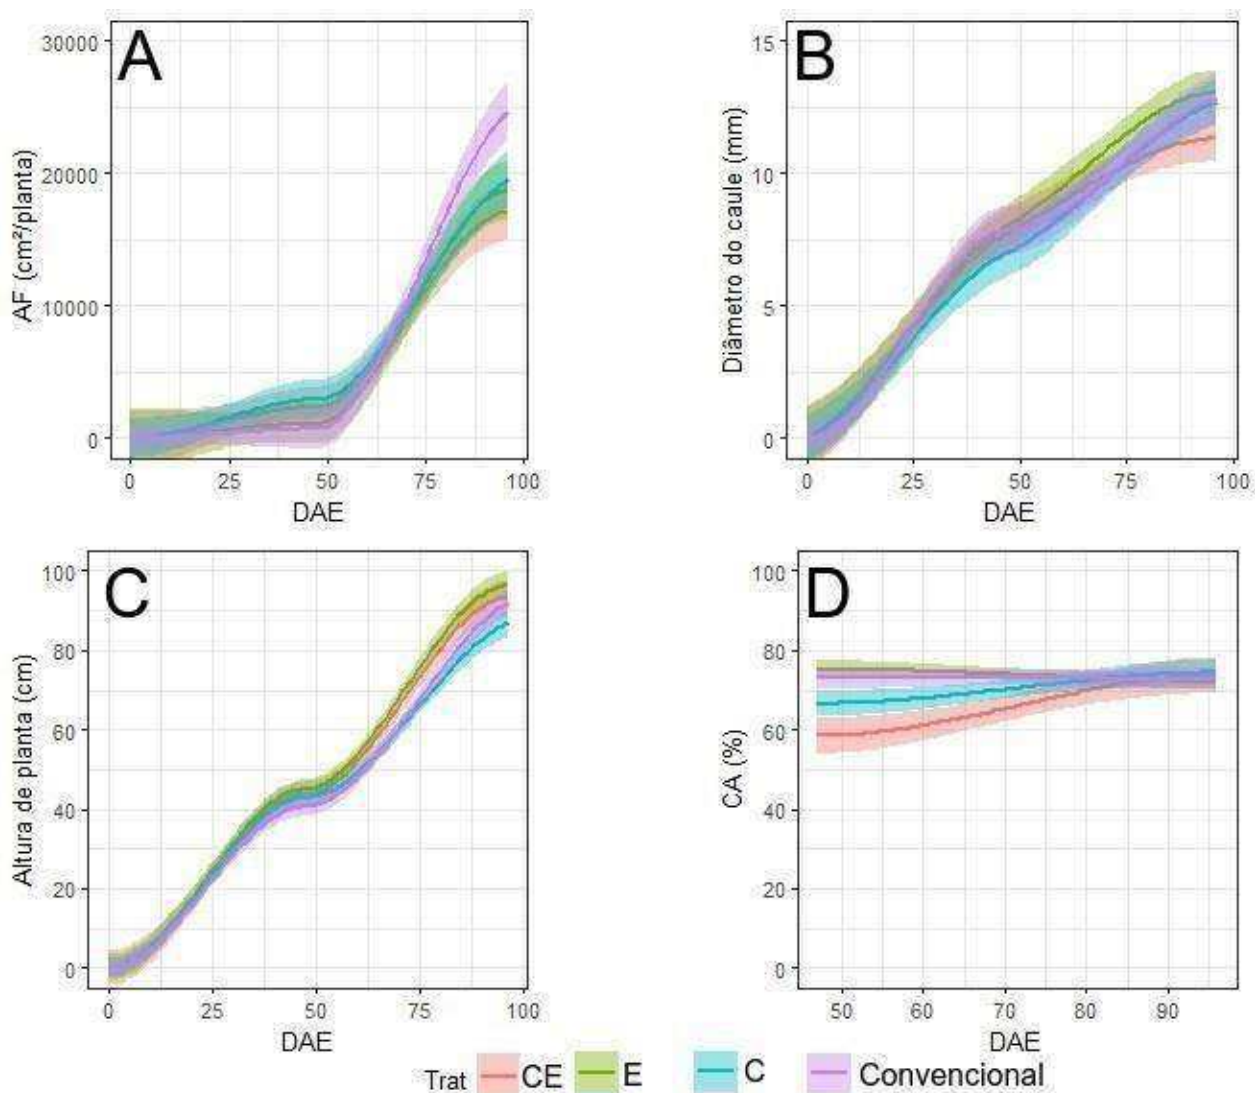 A
30000
20000
10000
0
AF (cm²/planta)
0 25 50 75 100
DAE
B
15
10
5
0
Diâmetro do caule (mm)
0 25 50 75 100
DAE
C
100
80
60
40
20
0
Altura de planta (cm)
0 25 50 75 100
DAE
D
100
80
60
40
20
0
CA (%)
50 60 70 80 90
DAE
Trat CE E C Convencional